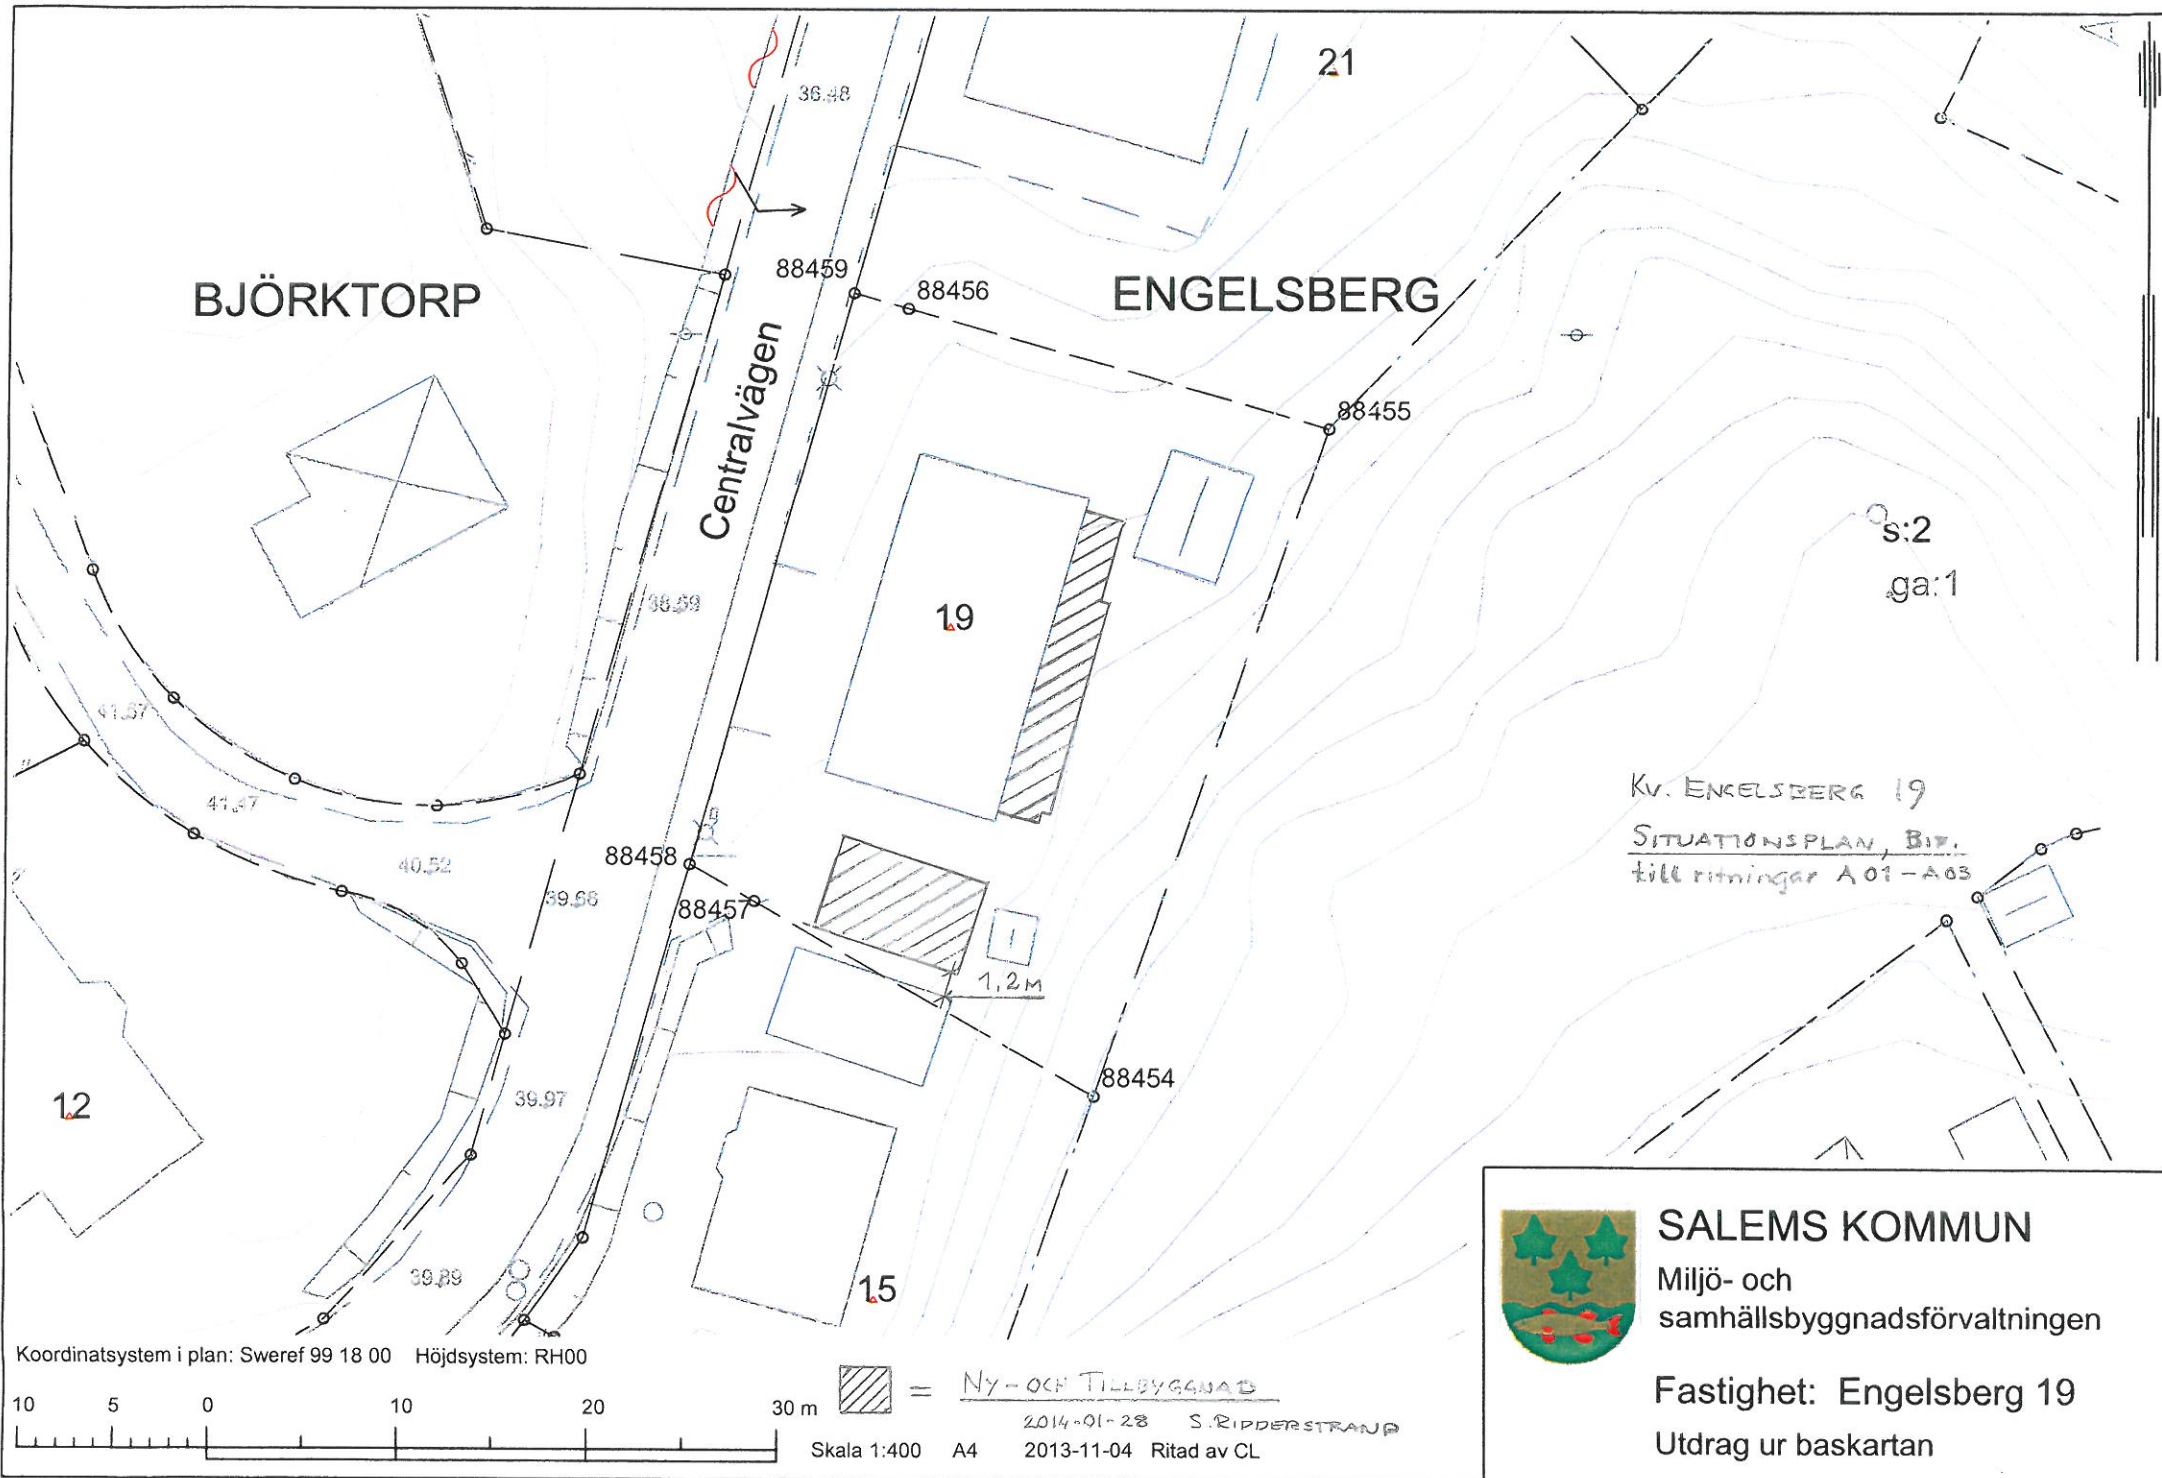 36.48
21
BJÖRKTORP
88459
88456
ENGELSBERG
Centralvägen
88455
s:2
ga:1
38.59
19
41.67
41.47
40.52
88458
39.68
88457
Kv. ENGELSBERG 19
SITUATIONSPLAN, BIF.
till ritningar A01-A03
1,2 M
88454
12
39.97
39.89
15
SALEMS KOMMUN
Miljö- och
samhällsbyggnadsförvaltningen
Fastighet: Engelsberg 19
Utdrag ur baskartan
Koordinatsystem i plan: Sweref 99 18 00 Höjdsystem: RH00
10 5 0 10 20 30 m
= NY- OCH TILLBYGGNAD
2014-01-28 S. RIDDERSTRAND
Skala 1:400 A4 2013-11-04 Ritad av CL